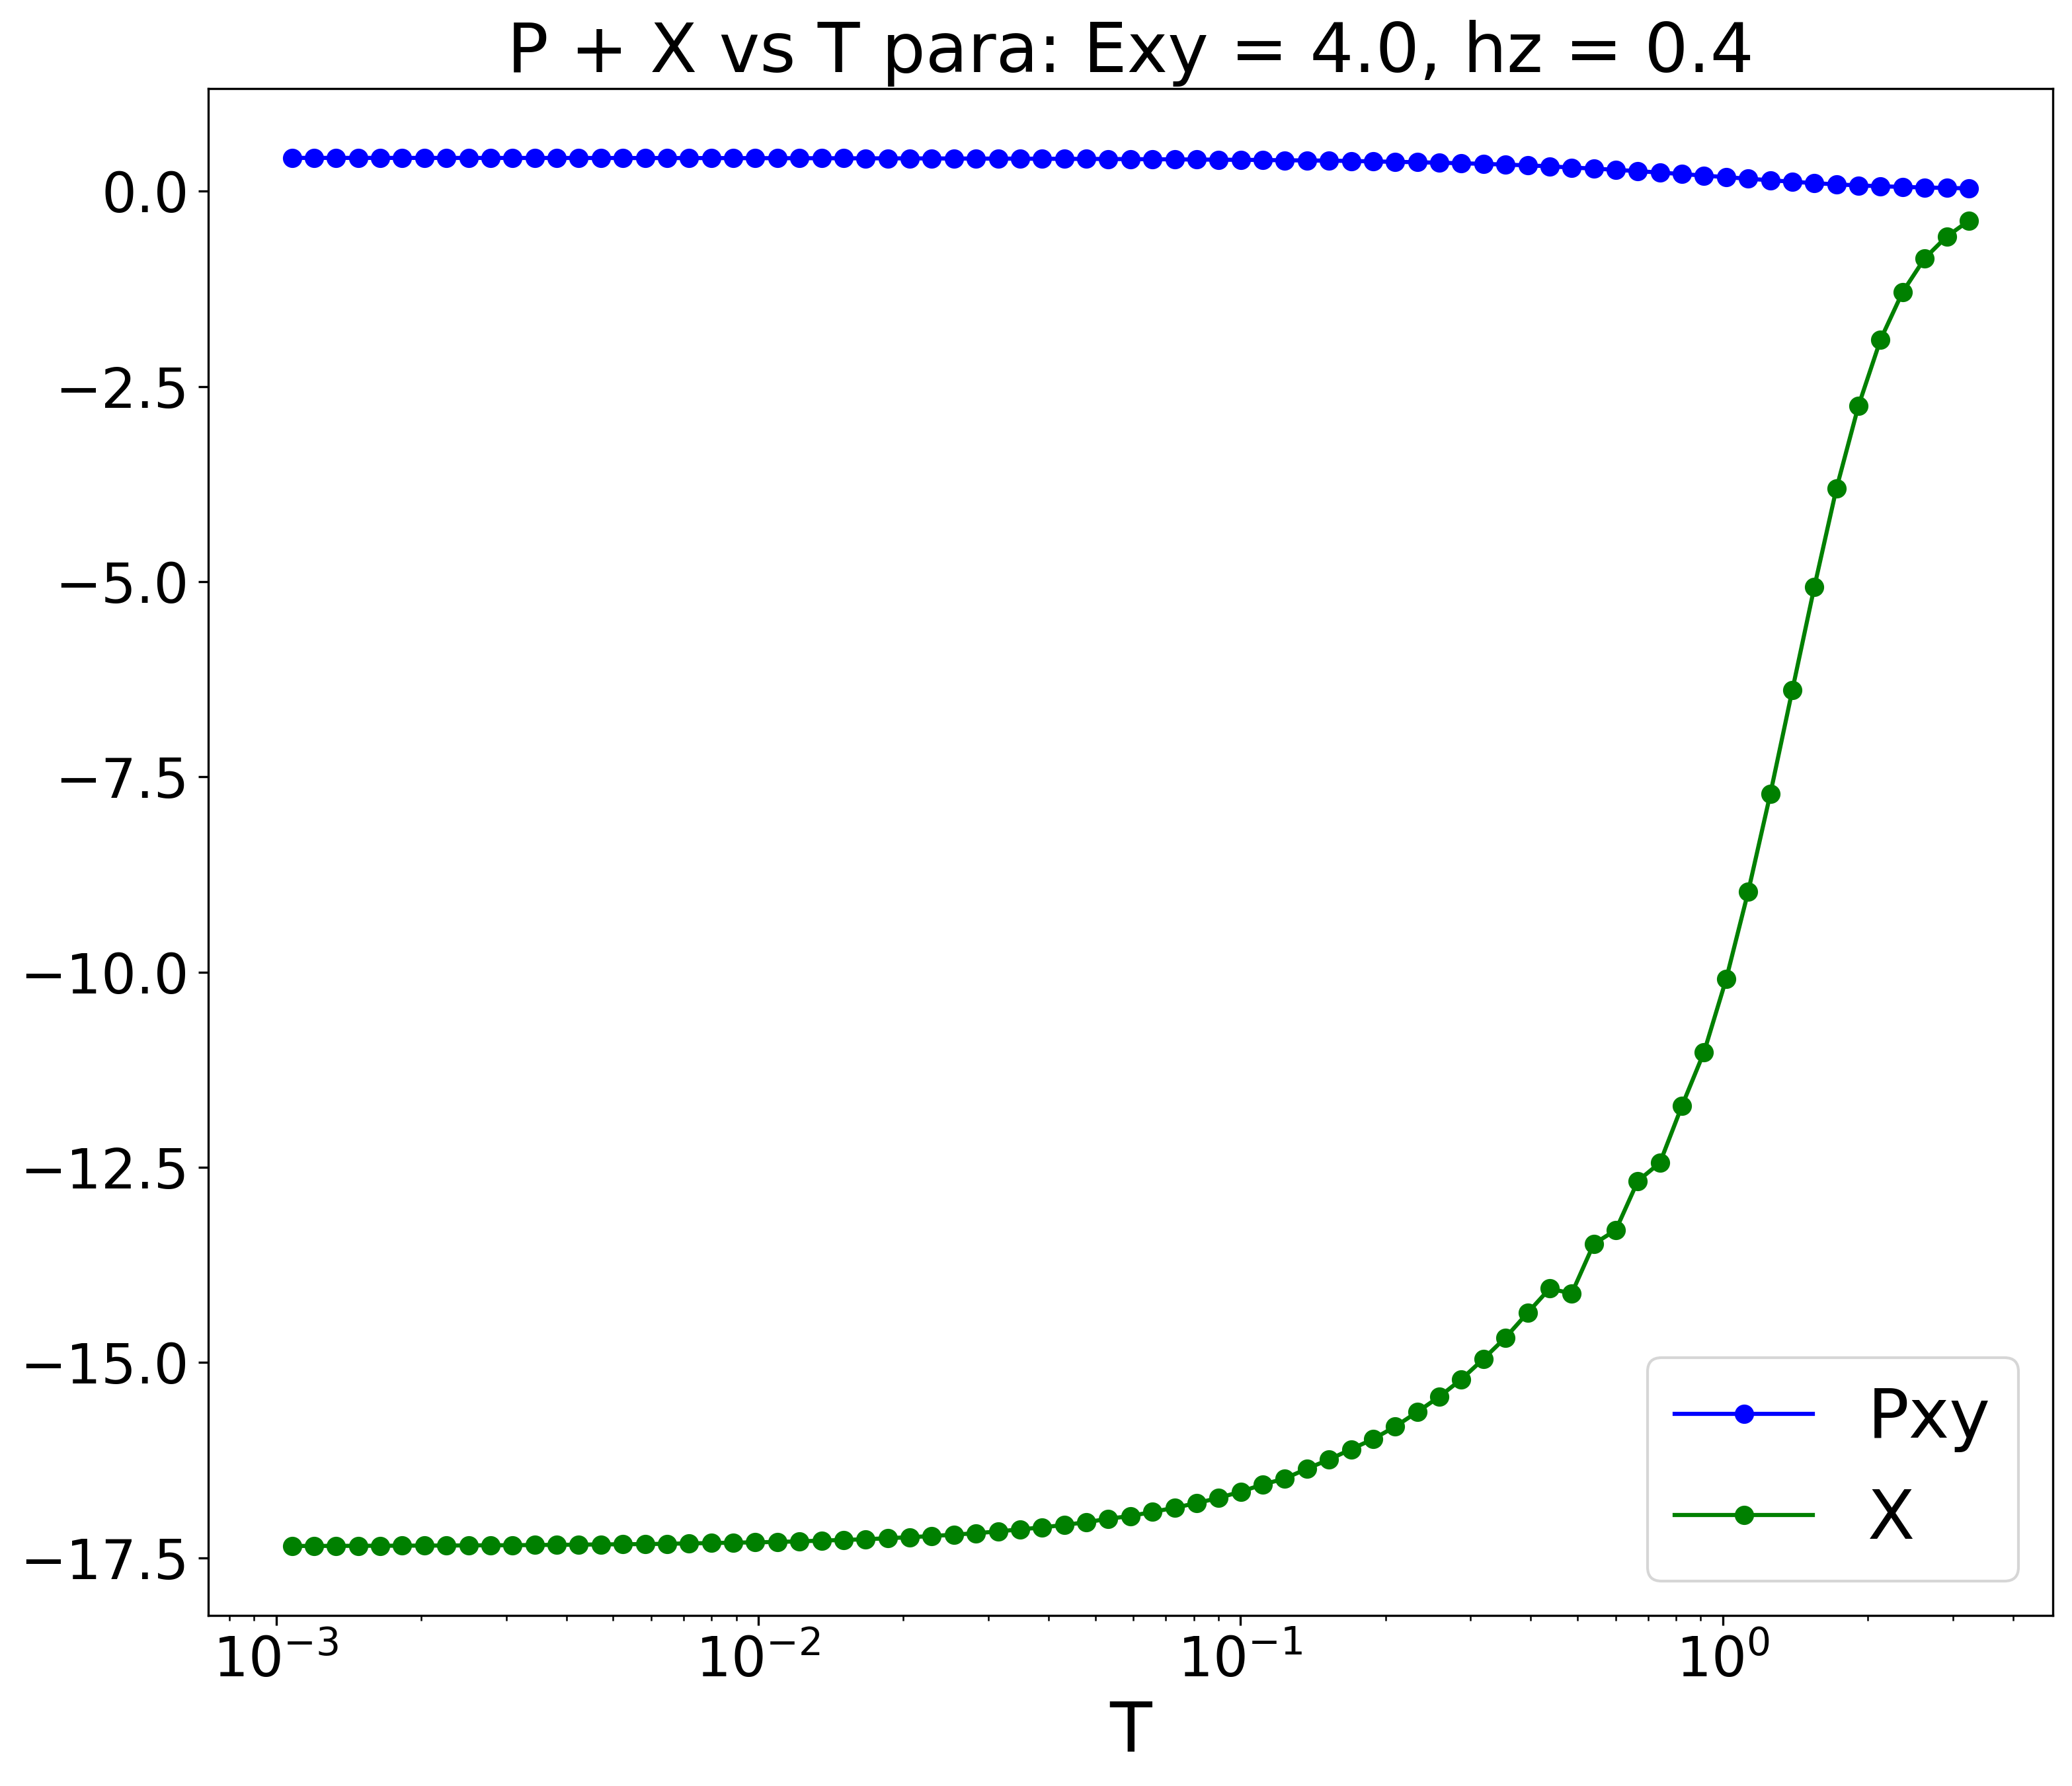 P + X vs T para: Exy = 4.0, hz = 0.4
0.0
−2.5
−5.0
−7.5
−10.0
−12.5
−15.0
−17.5
Pxy
X
10⁻³ 10⁻² 10⁻¹ 10⁰
T